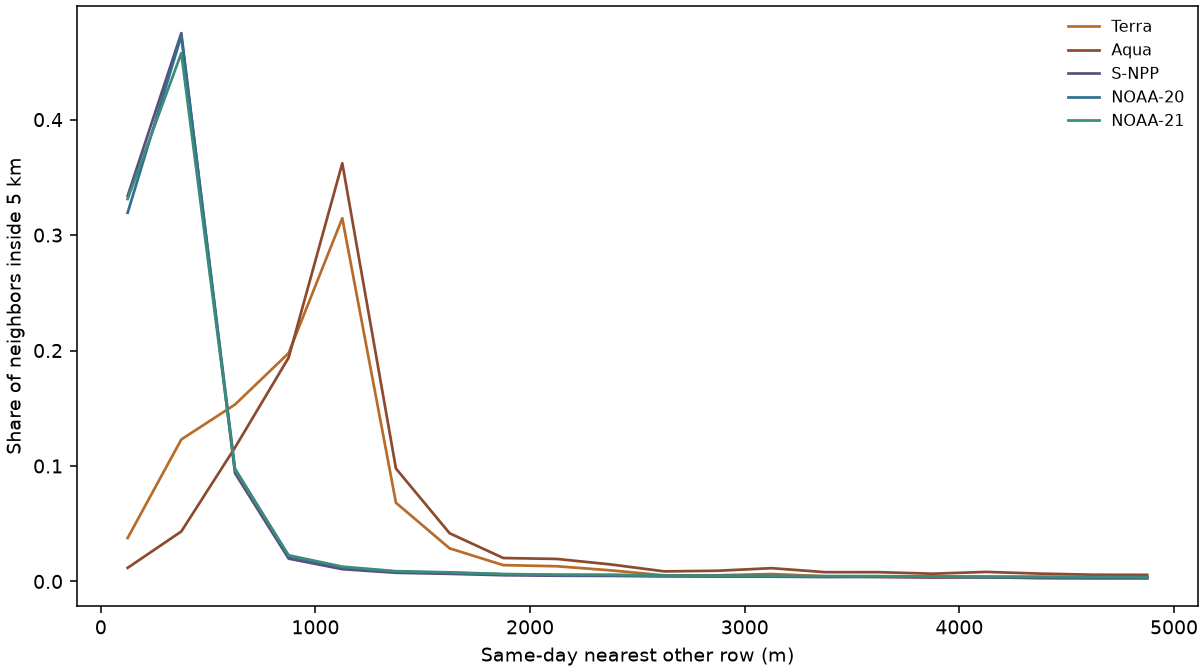 Terra
Aqua
S-NPP
NOAA-20
NOAA-21
Share of neighbors inside 5 km
0.4
0.3
0.2
0.1
0.0
0 1000 2000 3000 4000 5000
Same-day nearest other row (m)